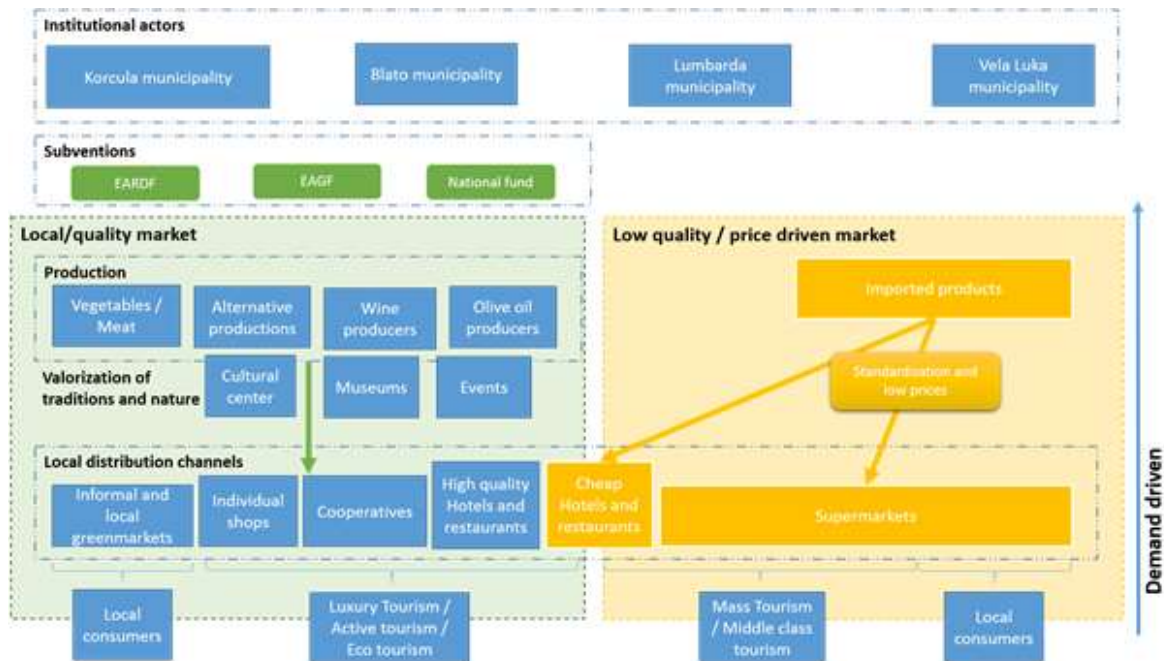 Institutional actors
Korcula municipality
Blato municipality
Lumbarda
municipality
Vela Luka
municipality
Subventions
EARDF
EAGF
National fund
Local/quality market
Low quality / price driven market
Production
Vegetables /
Meat
Alternative
productions
Wine
producers
Olive oil
producers
Imported products
Valorization of
traditions and nature
Cultural
center
Museums
Events
Standardisation and
low prices
Local distribution channels
Informal and
local
greenmarkets
Individual
shops
Cooperatives
High quality
Hotels and
restaurants
Cheap
Hotels and
restaurants
Supermarkets
Local
consumers
Luxury Tourism /
Active tourism /
Eco tourism
Mass Tourism
/ Middle class
tourism
Local
consumers
Demand driven